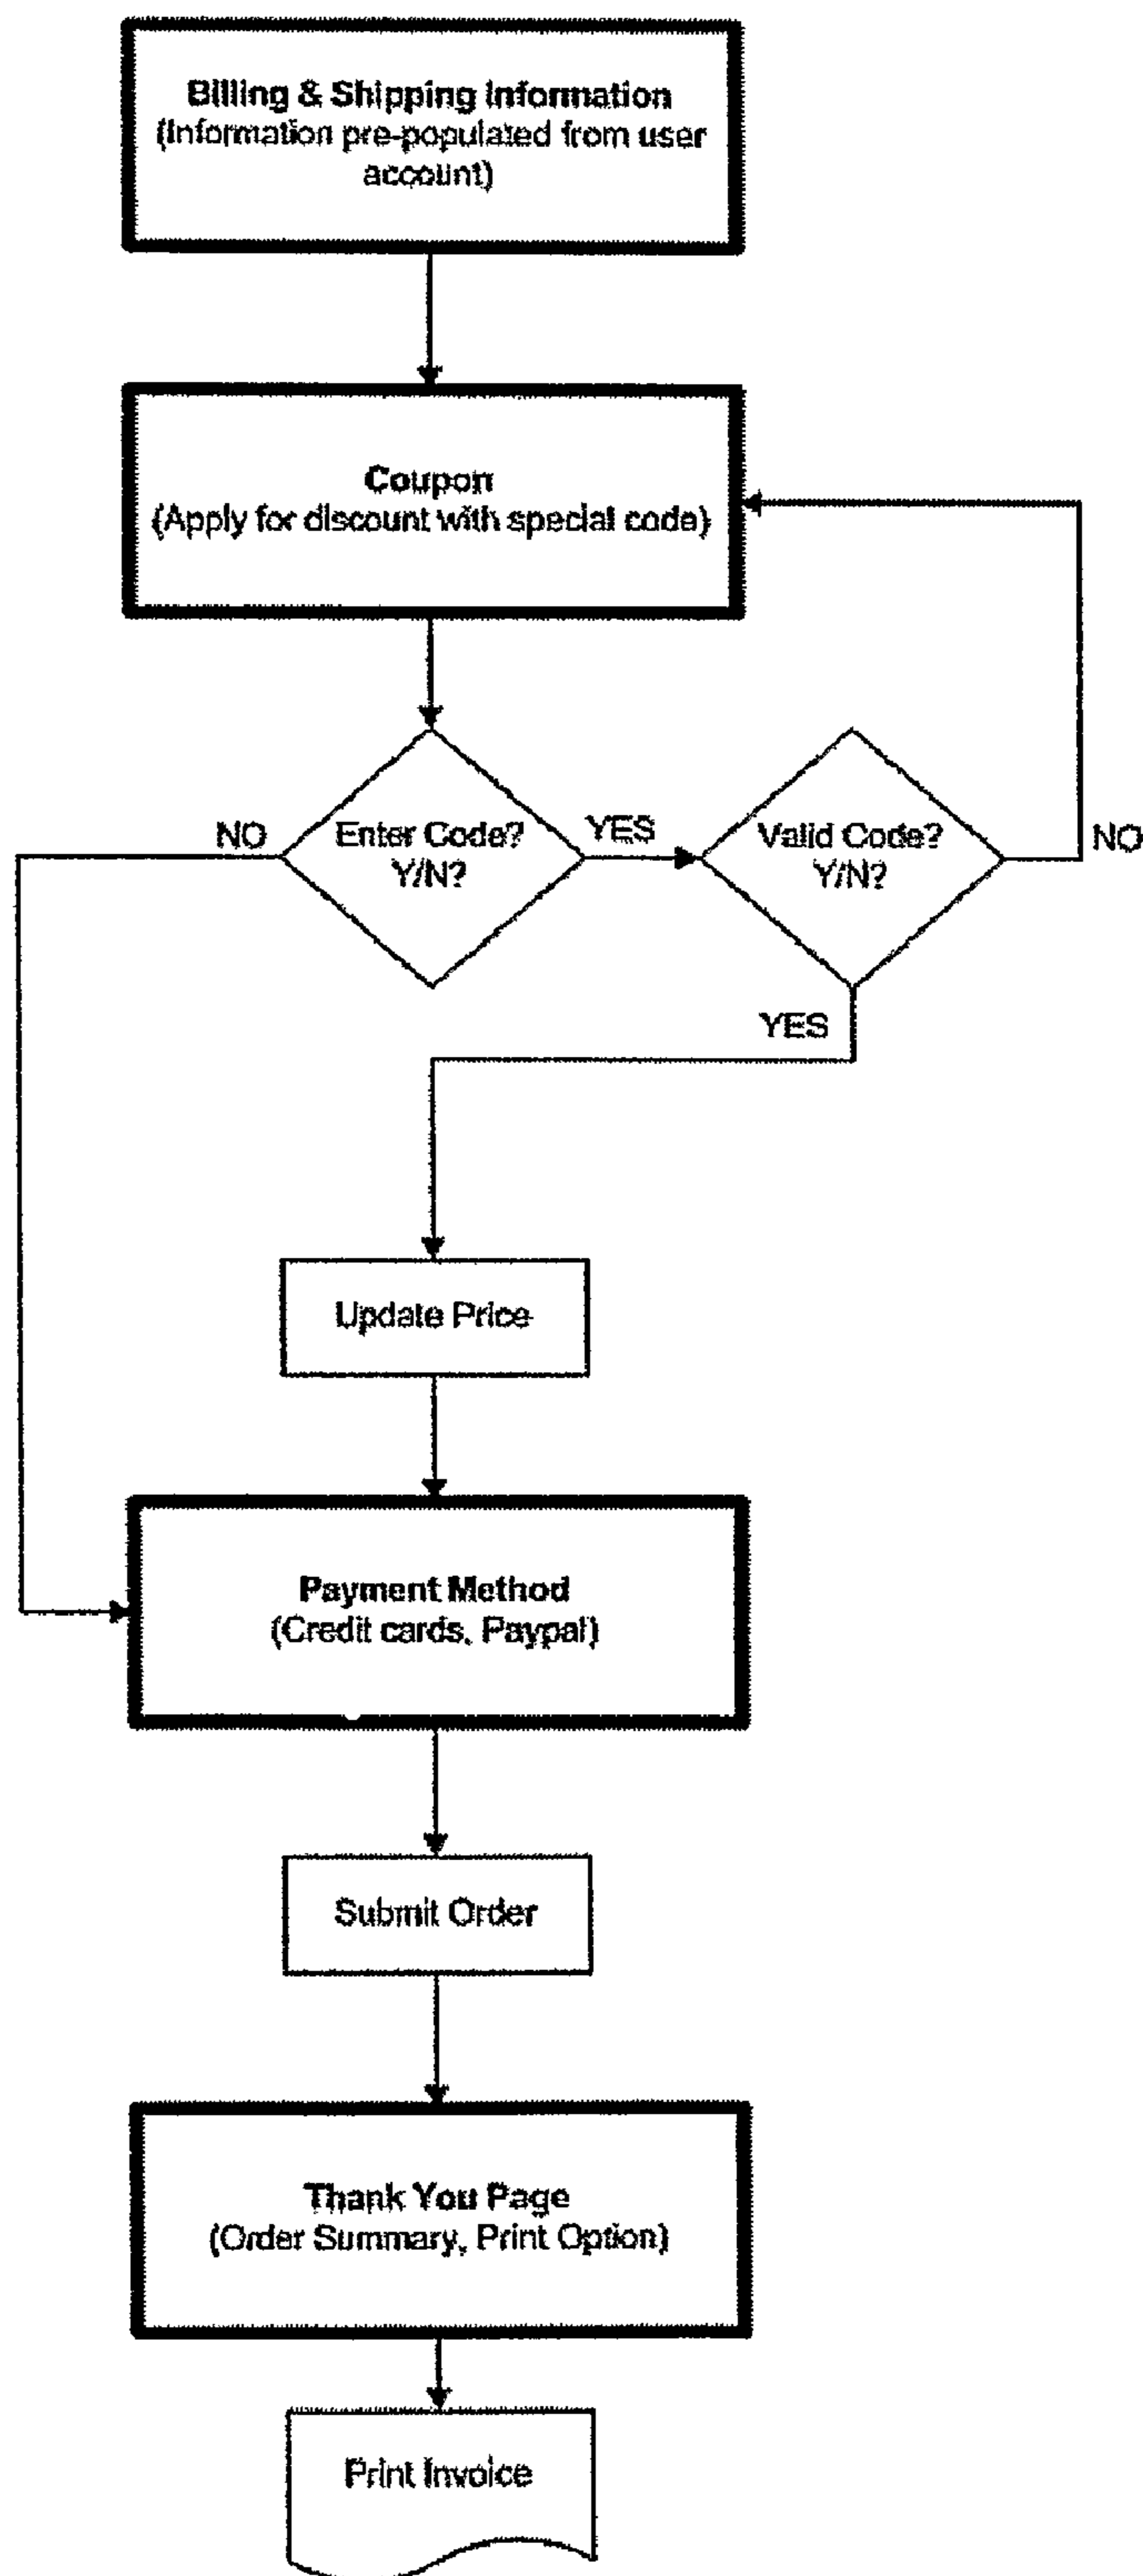 Billing & Shipping Information
(Information pre-populated from user
account)
Coupon
(Apply for discount with special code)
NO
Enter Code?
Y/N?
YES
Valid Code?
Y/N?
NO
YES
Update Price
Payment Method
(Credit cards, Paypal)
Submit Order
Thank You Page
(Order Summary, Print Option)
Print Invoice